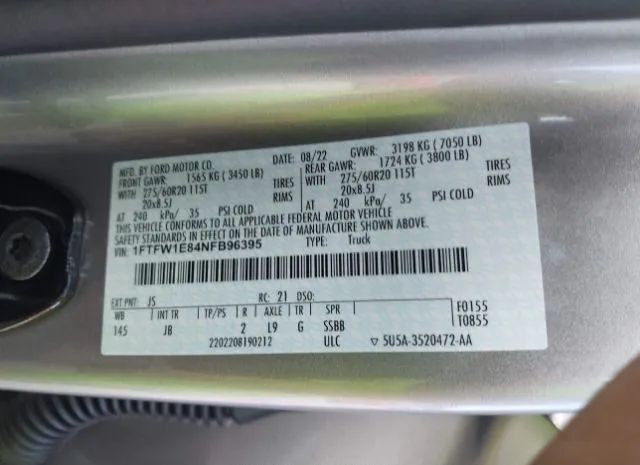 MFD. BY FORD MOTOR CO. DATE: 08/22 GVWR: 3198 KG ( 7050 LB)
FRONT GAWR: 1565 KG ( 3450 LB) REAR GAWR: 1724 KG ( 3800 LB)
WITH 275/60R20 115T TIRES WITH 275/60R20 115T TIRES
20x8.5J RIMS 20x8.5J RIMS
AT 240 kPa/ 35 PSI COLD AT 240 kPa/ 35 PSI COLD
THIS VEHICLE CONFORMS TO ALL APPLICABLE FEDERAL MOTOR VEHICLE
SAFETY STANDARDS IN EFFECT ON THE DATE OF MANUFACTURE SHOWN ABOVE.
VIN: 1FTFW1E84NFB96395 TYPE: Truck
EXT PNT: JS RC: 21 DSO: F0155
WB INT TR TP/PS R AXLE TR SPR T0855
145 JB 2 L9 G SSBB
2202208190212 ULC 5U5A-3520472-AA